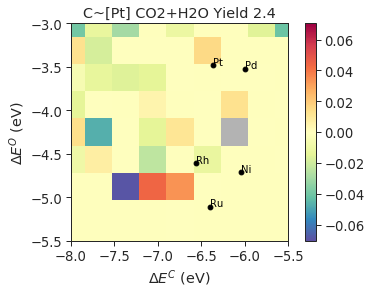 C~[Pt] CO2+H2O Yield 2.4
−3.0
−3.5
−4.0
−4.5
−5.0
−5.5
ΔE^O (eV)
Pt
Pd
Rh
Ni
Ru
−8.0 −7.5 −7.0 −6.5 −6.0 −5.5
ΔE^C (eV)
0.06
0.04
0.02
0.00
−0.02
−0.04
−0.06